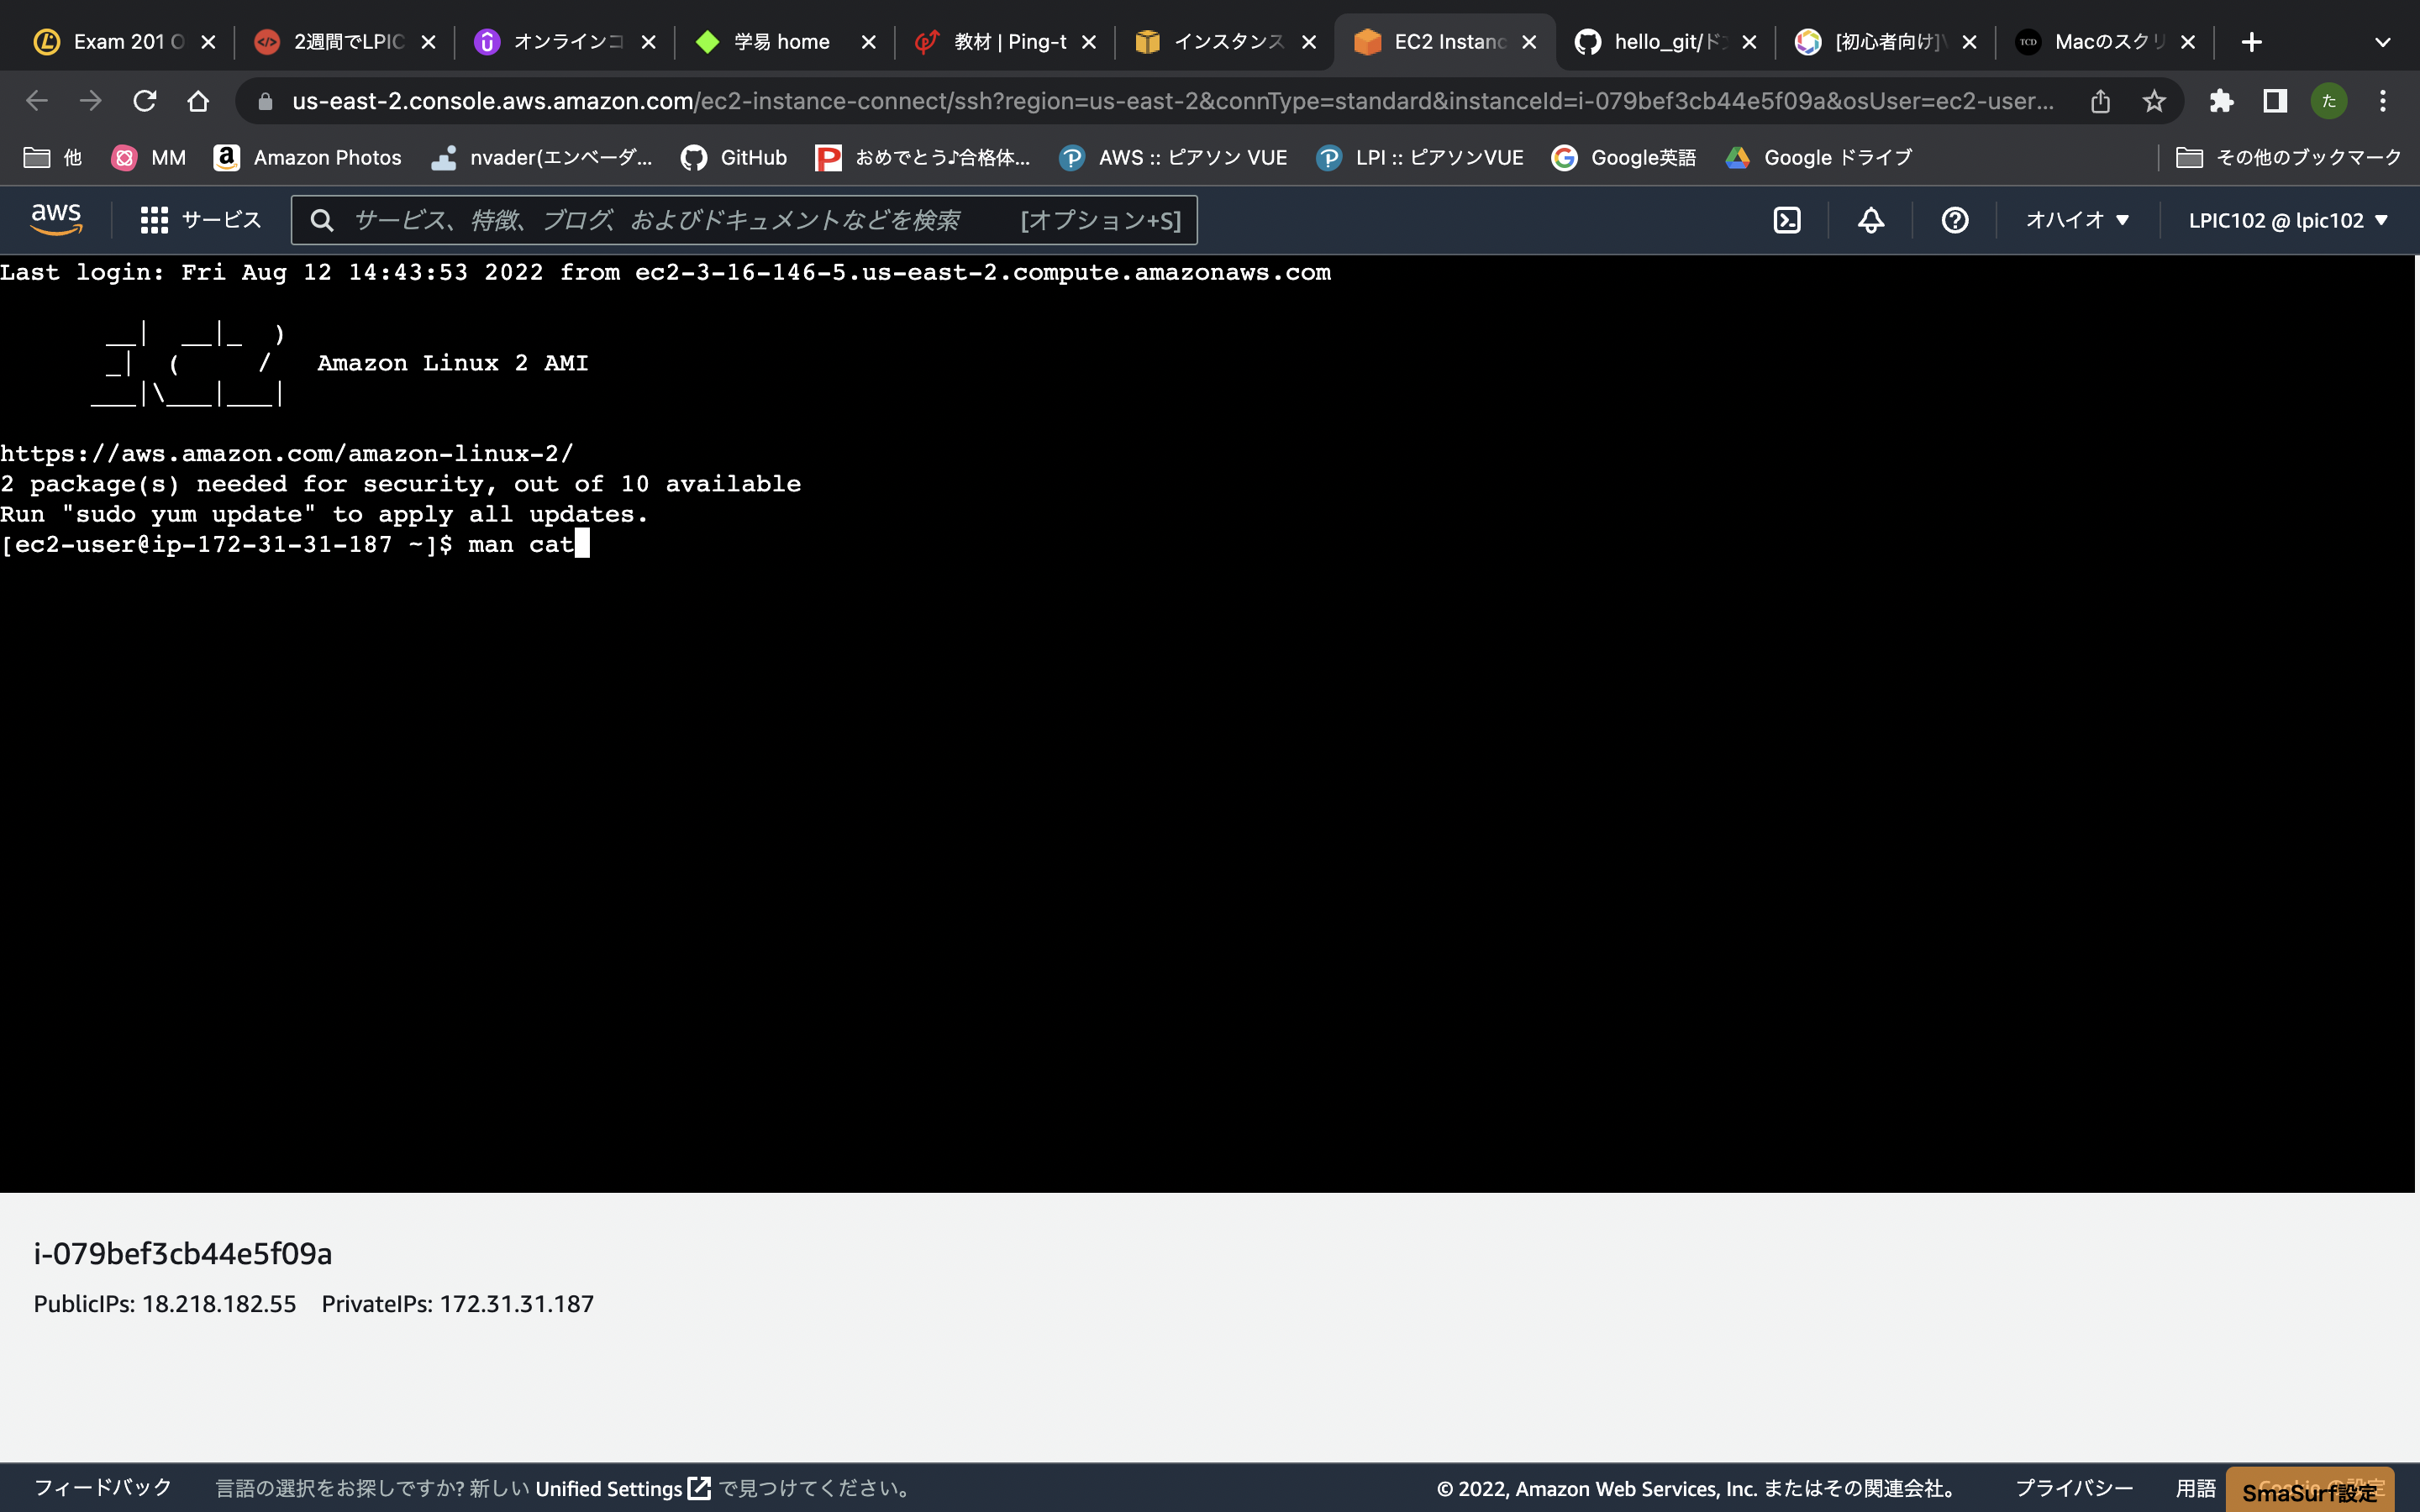 Exam 201 O
2週間でLPIC
オンラインコ
学易 home
教材 | Ping-t
インスタンス
EC2 Instanc
hello_git/ド
[初心者向け]
Macのスクリ
us-east-2.console.aws.amazon.com/ec2-instance-connect/ssh?region=us-east-2&connType=standard&instanceId=i-079bef3cb44e5f09a&osUser=ec2-user...
た
他
MM
Amazon Photos
nvader(エンベーダ...
GitHub
おめでとう♪合格体...
AWS :: ピアソン VUE
LPI :: ピアソンVUE
Google英語
Google ドライブ
その他のブックマーク
aws
サービス
サービス、特徴、ブログ、およびドキュメントなどを検索
[オプション+S]
オハイオ ▼
LPIC102 @ lpic102 ▼
Last login: Fri Aug 12 14:43:53 2022 from ec2-3-16-146-5.us-east-2.compute.amazonaws.com
__|  __|_  )
_|  (     /   Amazon Linux 2 AMI
___|\___|___|
https://aws.amazon.com/amazon-linux-2/
2 package(s) needed for security, out of 10 available
Run "sudo yum update" to apply all updates.
[ec2-user@ip-172-31-31-187 ~]$ man cat
i-079bef3cb44e5f09a
PublicIPs: 18.218.182.55 PrivateIPs: 172.31.31.187
フィードバック
言語の選択をお探しですか? 新しい Unified Settings で見つけてください。
© 2022, Amazon Web Services, Inc. またはその関連会社。
プライバシー
用語
SmaSurf設定